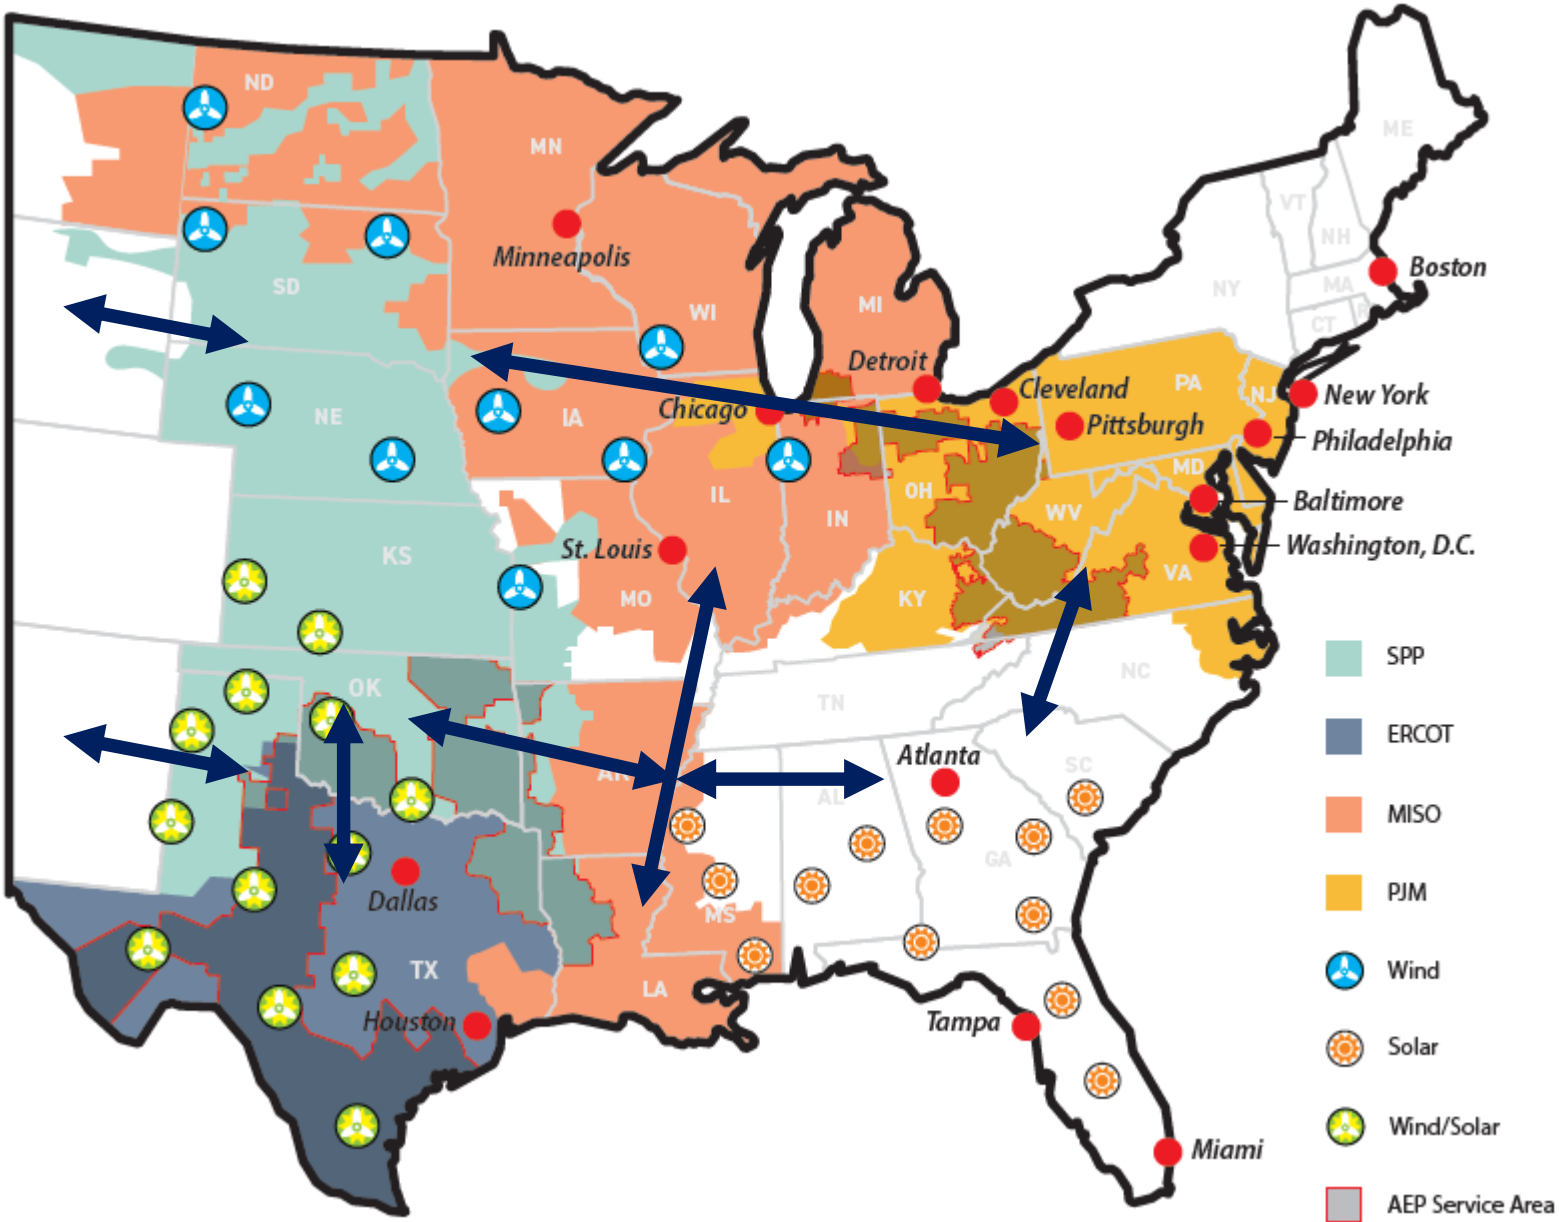 ND
MN
ME
VT
NH
Minneapolis
Boston
SD
MA
NY
WI
MI
CT
R
Detroit
Cleveland
PA
NJ
New York
NE
IA
Chicago
Pittsburgh
Philadelphia
MD
IL
OH
Baltimore
IN
WV
St. Louis
Washington, D.C.
KS
VA
MO
KY
SPP
NC
OK
TN
ERCOT
Atlanta
SC
AR
AL
MISO
GA
Dallas
PJM
MS
TX
Wind
LA
Houston
Tampa
Solar
Wind/Solar
Miami
AEP Service Area